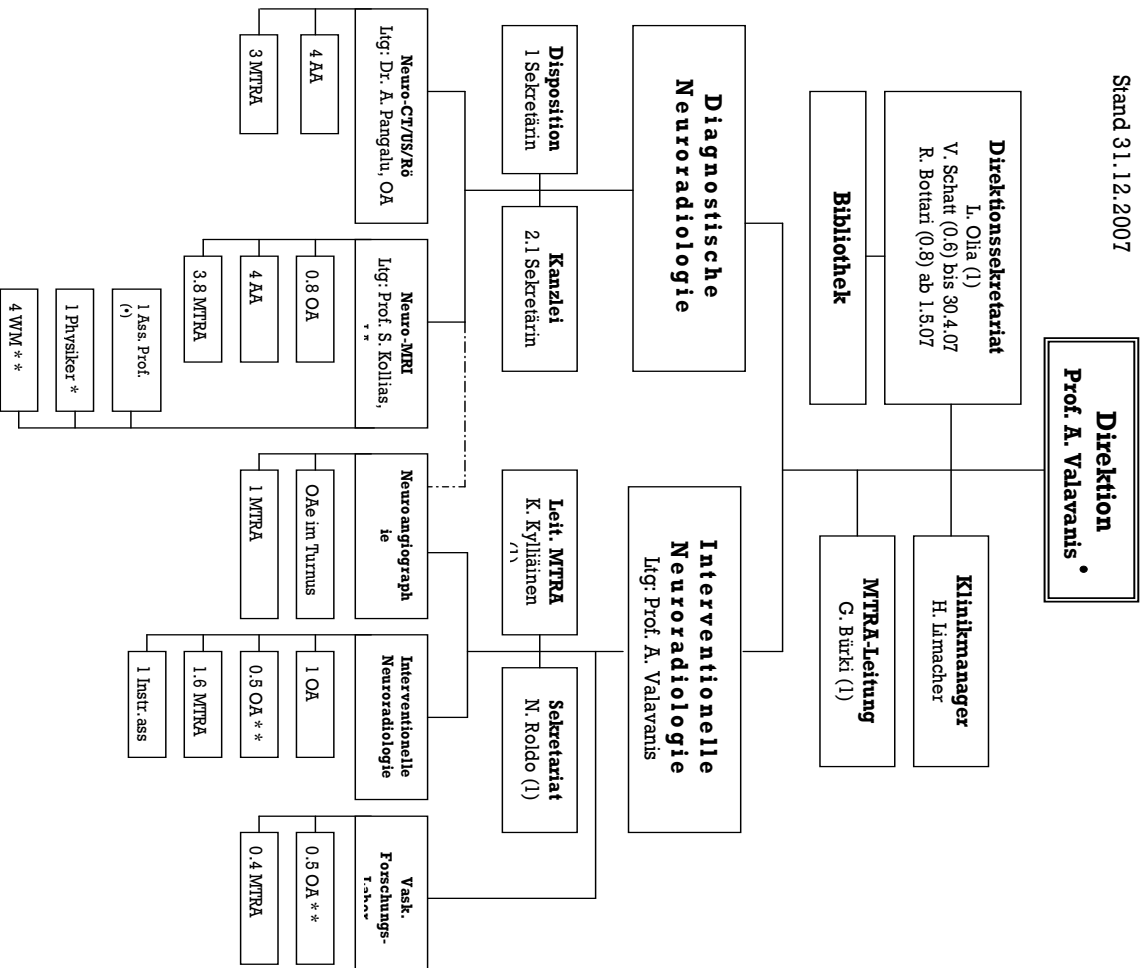 Stand 31.12.2007
Direktion
Prof. A. Valavanis •
Direktionssekretariat
L. Olia (1)
V. Schatt (0.6) bis 30.4.07
R. Bottari (0.8) ab 1.5.07
Klinikmanager
H. Limacher
Bibliothek
MTRA-Leitung
G. Bürki (1)
Diagnostische
Neuroradiologie
Interventionelle
Neuroradiologie
Ltg: Prof. A. Valavanis
Disposition
1 Sekretärin
Kanzlei
2.1 Sekretärin
Leit. MTRA
K. Kylliäinen
(1)
Sekretariat
N. Roldo (1)
Neuro-CT/US/Rö
Ltg: Dr. A. Pangalu, OA
4 AA
3 MTRA
Neuro-MRI
Ltg: Prof. S. Kollias,
0.8 OA
4 AA
3.8 MTRA
1 Ass. Prof.
(•)
1 Physiker *
4 WM * *
Neuroangiograph
ie
OAe im Turnus
1 MTRA
Interventionelle
Neuroradiologie
1 OA
0.5 OA * *
1.6 MTRA
1 Instr. ass
Vask.
Forschungs-
Labor
0.5 OA * *
0.4 MTRA